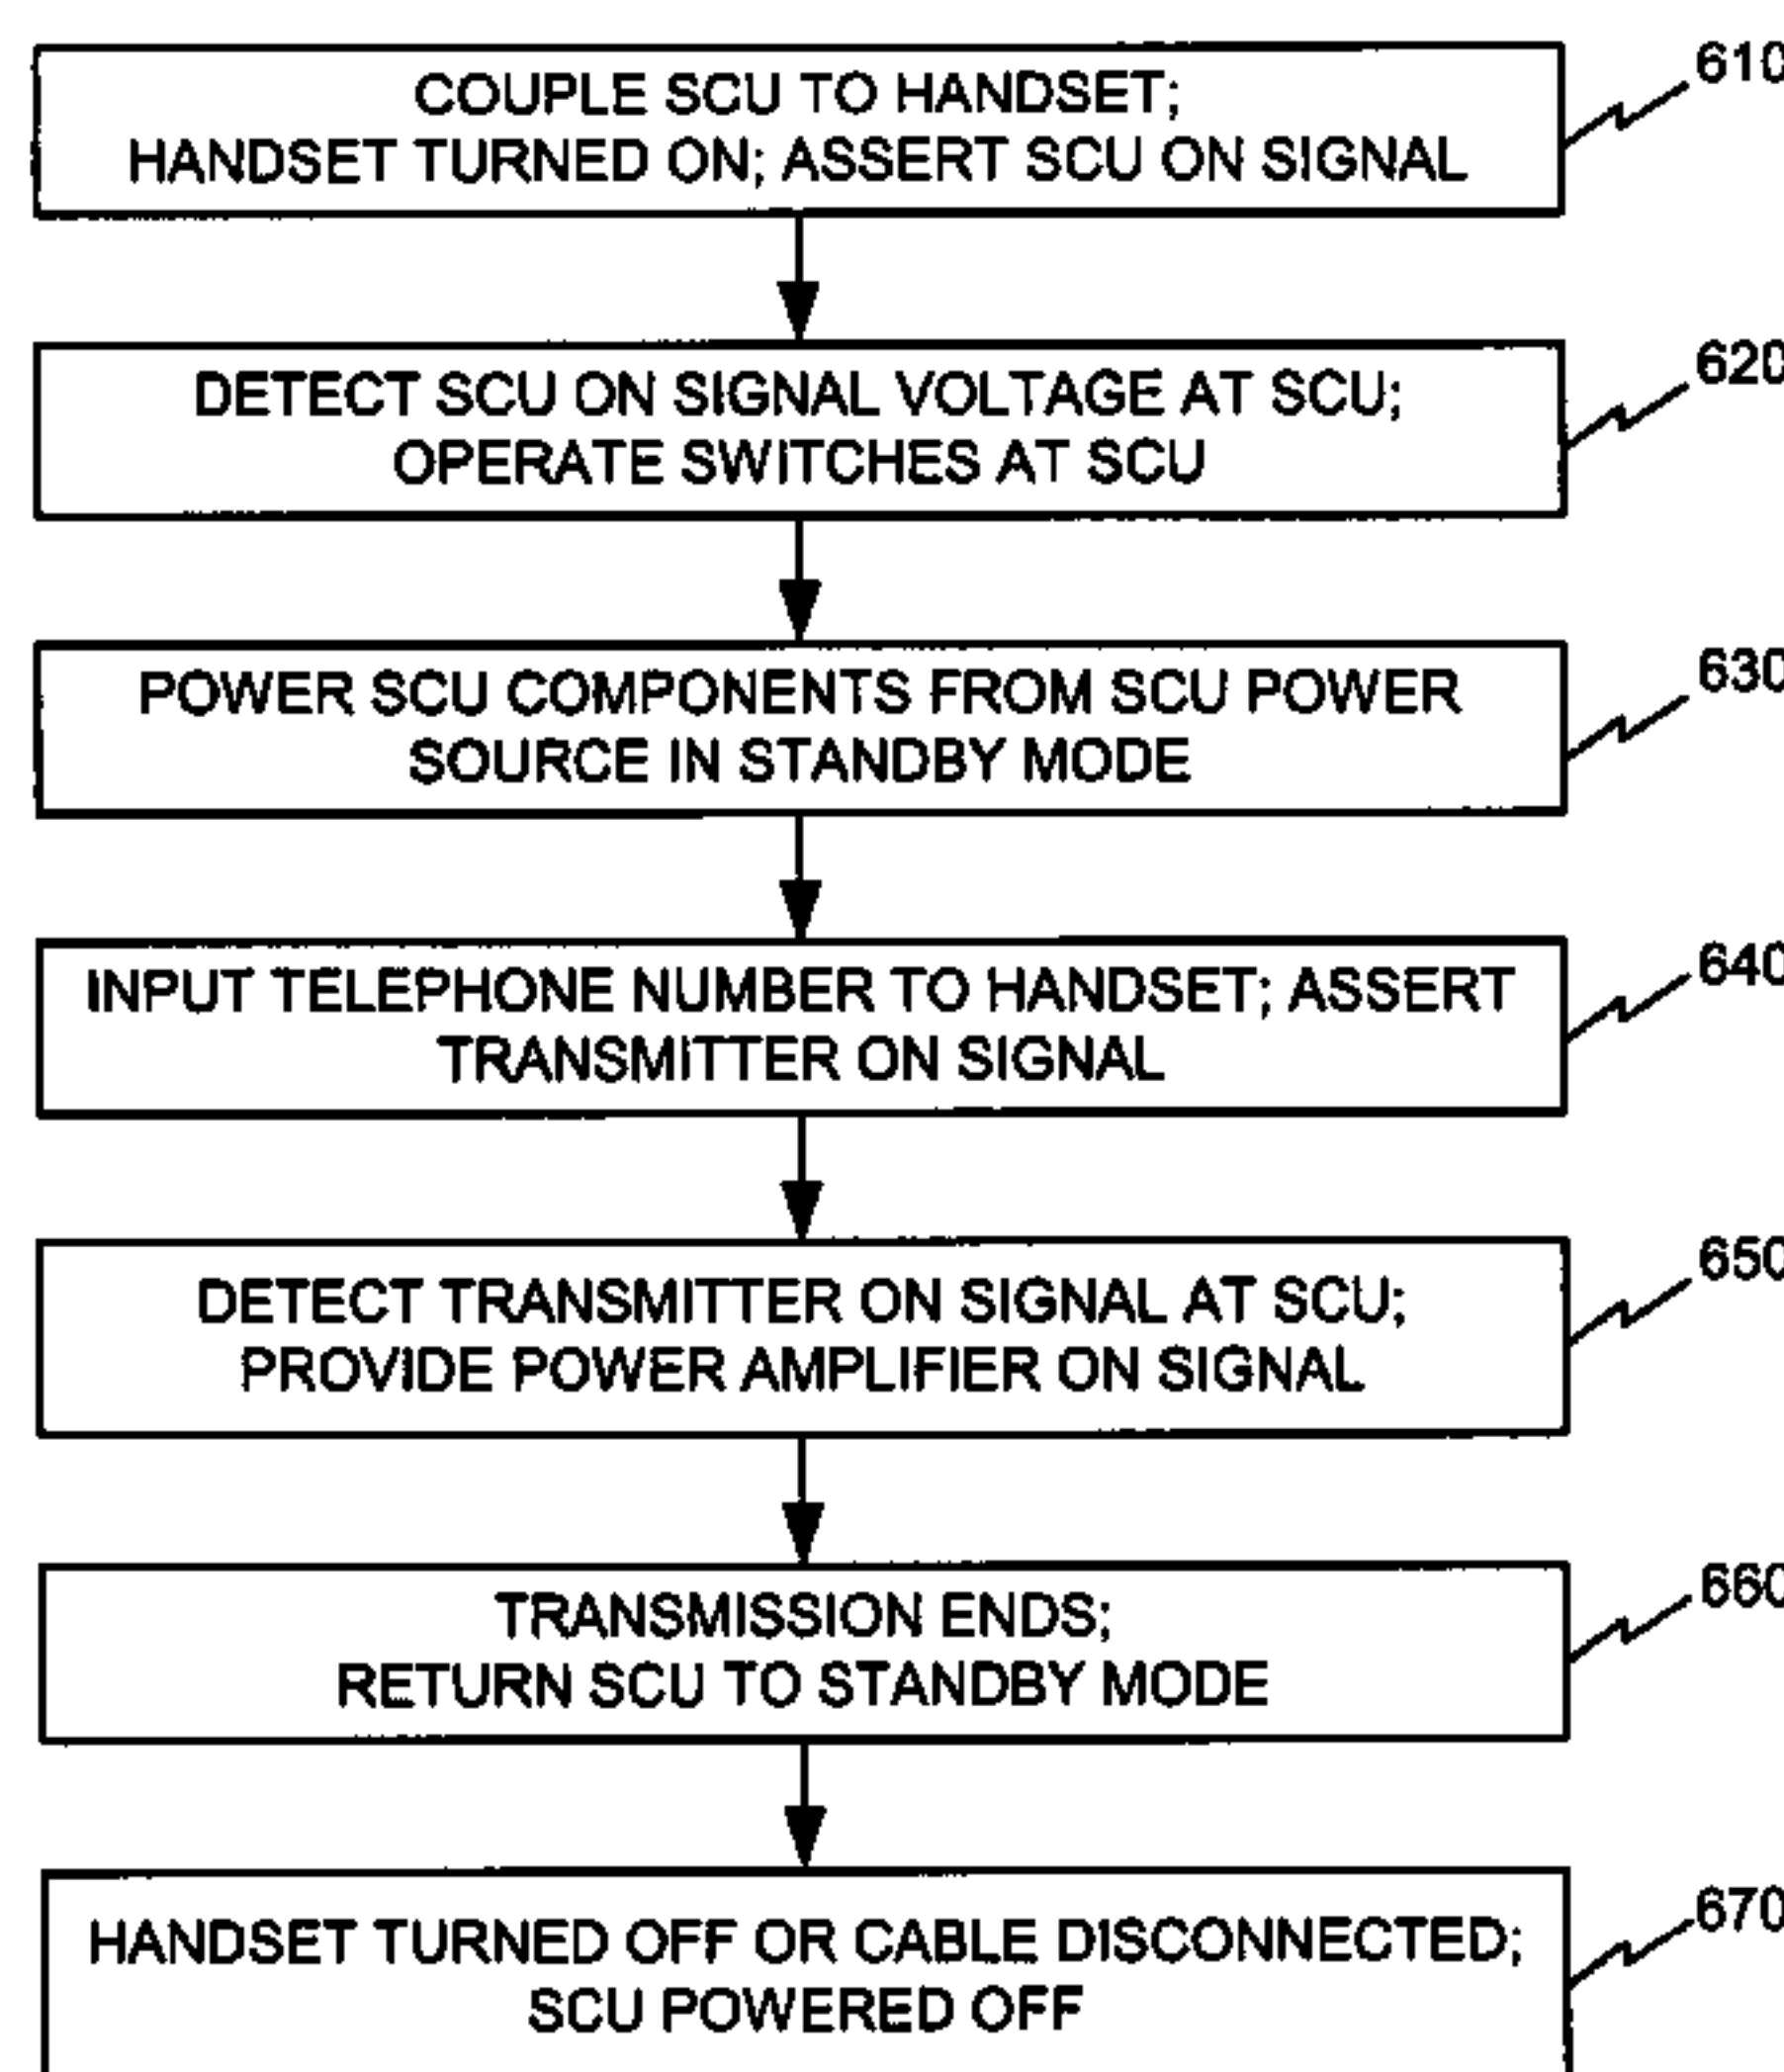 COUPLE SCU TO HANDSET;
HANDSET TURNED ON; ASSERT SCU ON SIGNAL
610
DETECT SCU ON SIGNAL VOLTAGE AT SCU;
OPERATE SWITCHES AT SCU
620
POWER SCU COMPONENTS FROM SCU POWER
SOURCE IN STANDBY MODE
630
INPUT TELEPHONE NUMBER TO HANDSET; ASSERT
TRANSMITTER ON SIGNAL
640
DETECT TRANSMITTER ON SIGNAL AT SCU;
PROVIDE POWER AMPLIFIER ON SIGNAL
650
TRANSMISSION ENDS;
RETURN SCU TO STANDBY MODE
660
HANDSET TURNED OFF OR CABLE DISCONNECTED;
SCU POWERED OFF
670